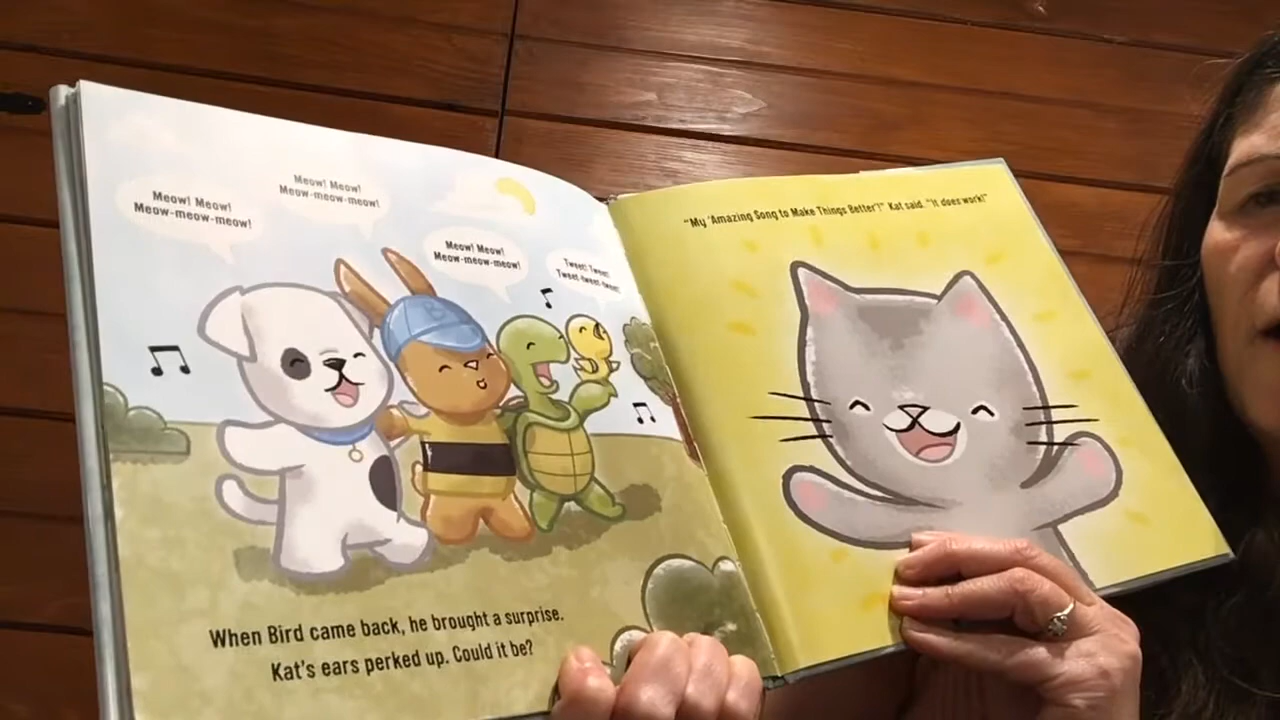 Meow! Meow!
Meow-meow-meow!
Meow! Meow!
Meow-meow-meow!
Meow! Meow!
Meow-meow-meow!
Tweet! Tweet!
Tweet-tweet-tweet!
When Bird came back, he brought a surprise.
Kat's ears perked up. Could it be?
"My 'Amazing Song to Make Things Better'!" Kat said. "It does work!"